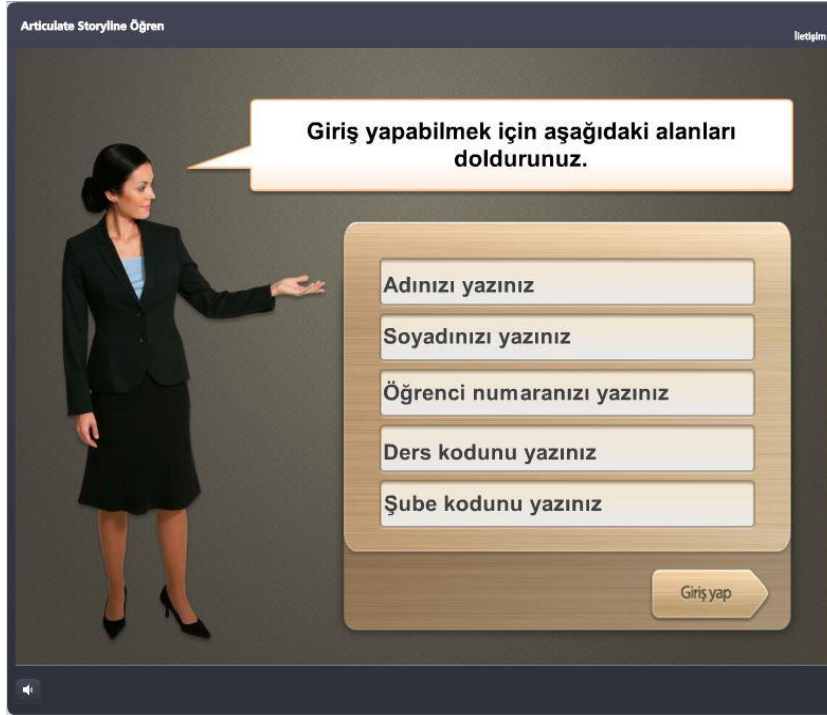 Articulate Storyline Öğren
İletişim
Giriş yapabilmek için aşağıdaki alanları
doldurunuz.
Adınızı yazınız
Soyadınızı yazınız
Öğrenci numaranızı yazınız
Ders kodunu yazınız
Şube kodunu yazınız
Giriş yap